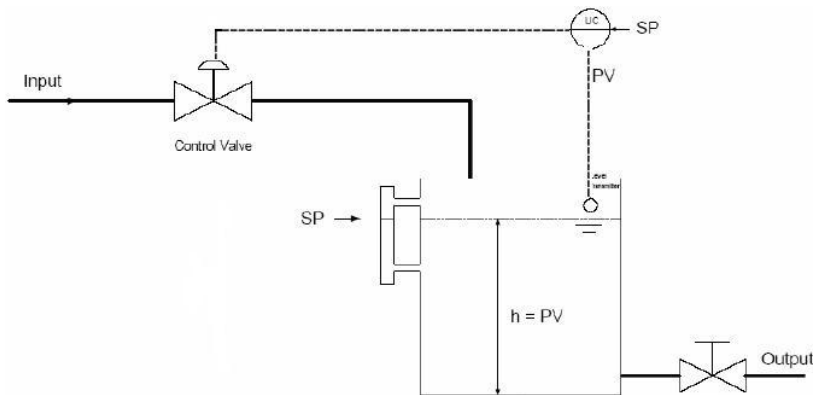 LIC
SP
PV
Input
Control Valve
SP
h = PV
Output